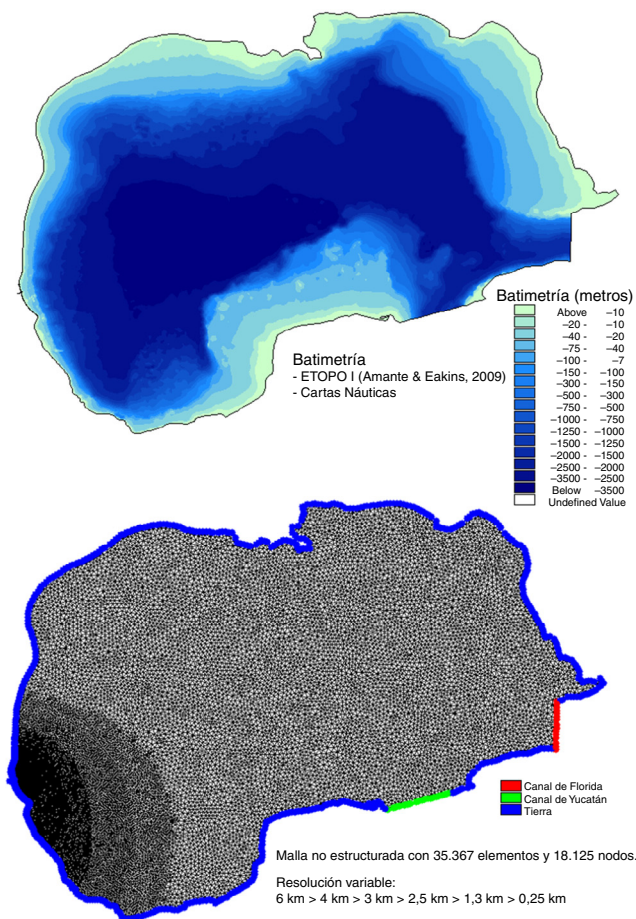 Batimetría (metros)
Above –10
–20 - –10
–40 - –20
–75 - –40
–100 - –7
–150 - –100
–300 - –150
–500 - –300
–750 - –500
–1000 - –750
–1250 - –1000
–1500 - –1250
–2000 - –1500
–2500 - –2000
–3500 - –2500
Below –3500
Undefined Value
Batimetría
- ETOPO I (Amante & Eakins, 2009)
- Cartas Náuticas
Canal de Florida
Canal de Yucatán
Tierra
Malla no estructurada con 35.367 elementos y 18.125 nodos.
Resolución variable:
6 km > 4 km > 3 km > 2,5 km > 1,3 km > 0,25 km